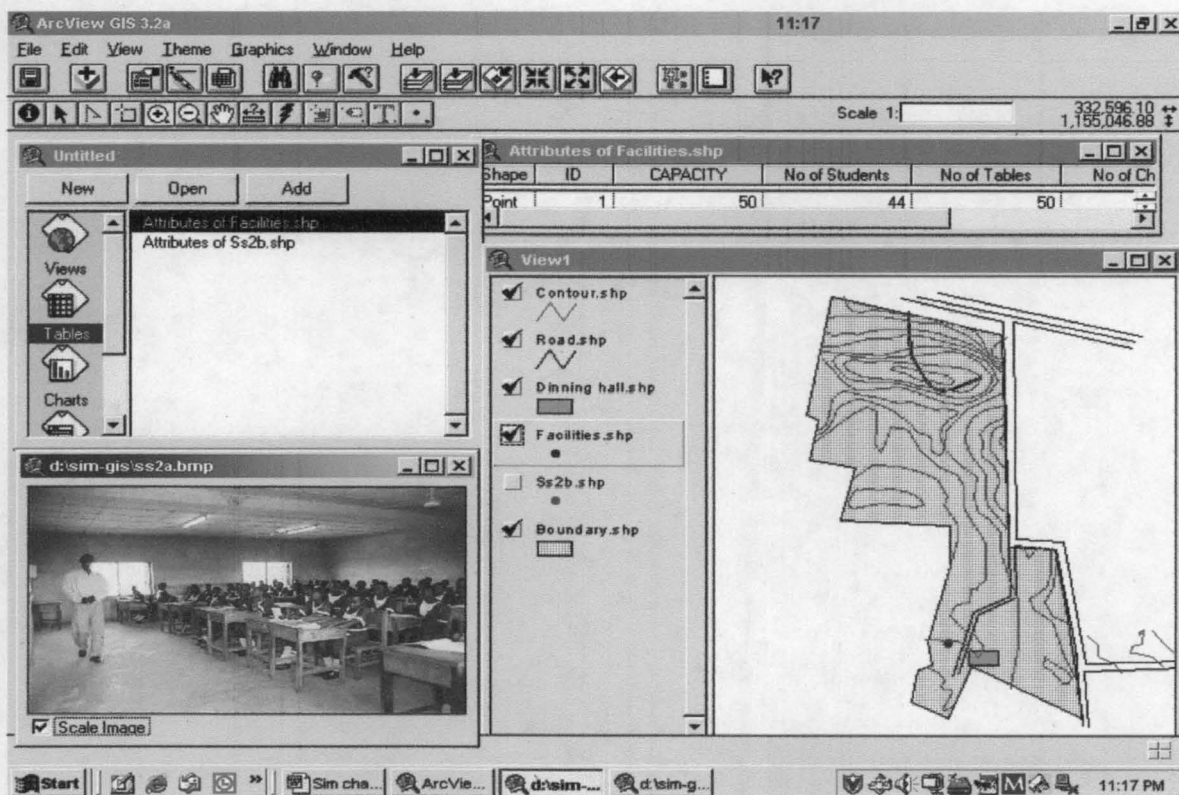 ArcView GIS 3.2a 11:17
File Edit View Theme Graphics Window Help
Scale 1: 332,596.10
1,155,046.88
Untitled
New Open Add
Attributes of Facilities.shp
Attributes of Ss2b.shp
Views
Tables
Charts
Attributes of Facilities.shp
Shape ID CAPACITY No of Students No of Tables No of Ch
Point 1 50 44 50
View1
Contour.shp
Road.shp
Dinning hall.shp
Facilities.shp
Ss2b.shp
Boundary.shp
d:\sim-gis\ss2a.bmp
Scale Image
Start Sim cha... ArcVie... d:\sim-... d:\sim-g... 11:17 PM